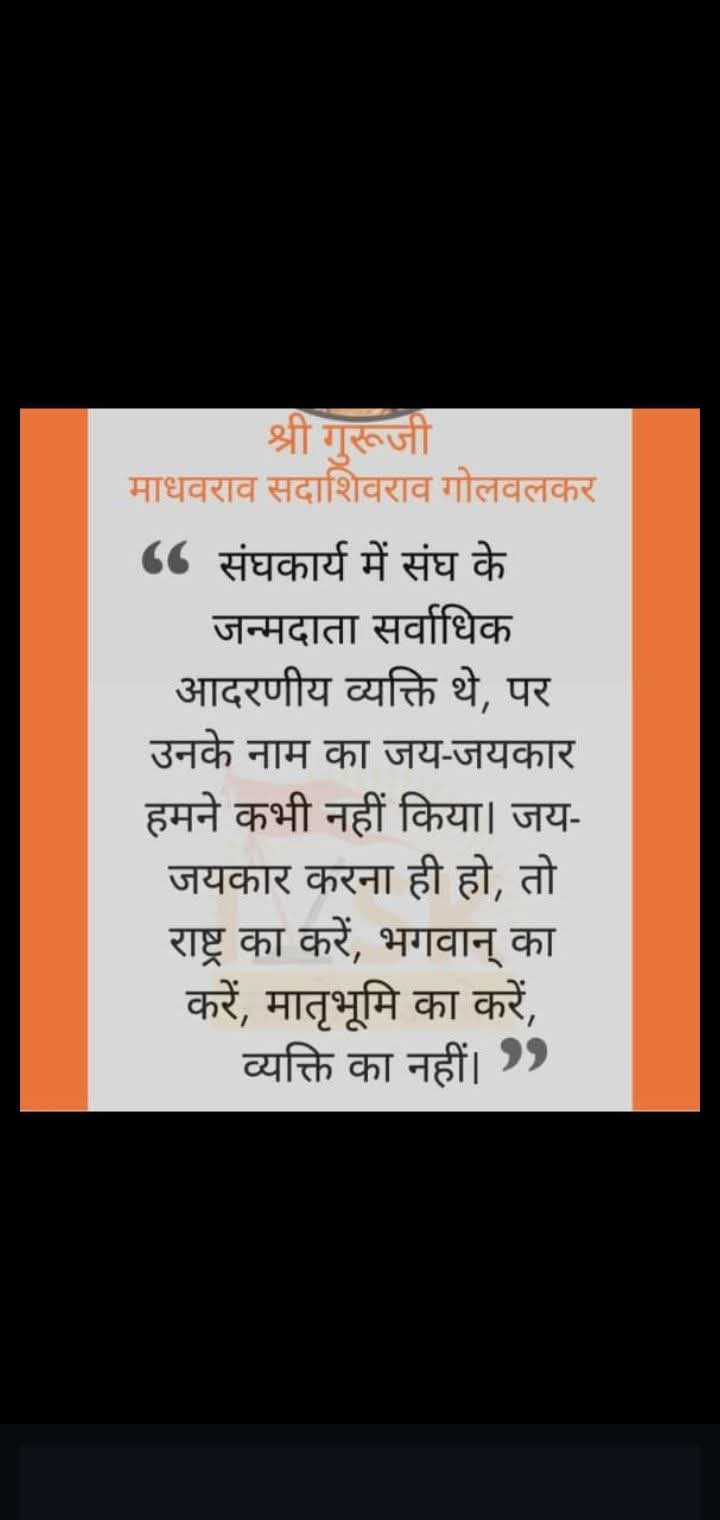 श्री गुरूजी
माधवराव सदाशिवराव गोलवलकर
“ संघकार्य में संघ के
जन्मदाता सर्वाधिक
आदरणीय व्यक्ति थे, पर
उनके नाम का जय-जयकार
हमने कभी नहीं किया। जय-
जयकार करना ही हो, तो
राष्ट्र का करें, भगवान् का
करें, मातृभूमि का करें,
व्यक्ति का नहीं। ”